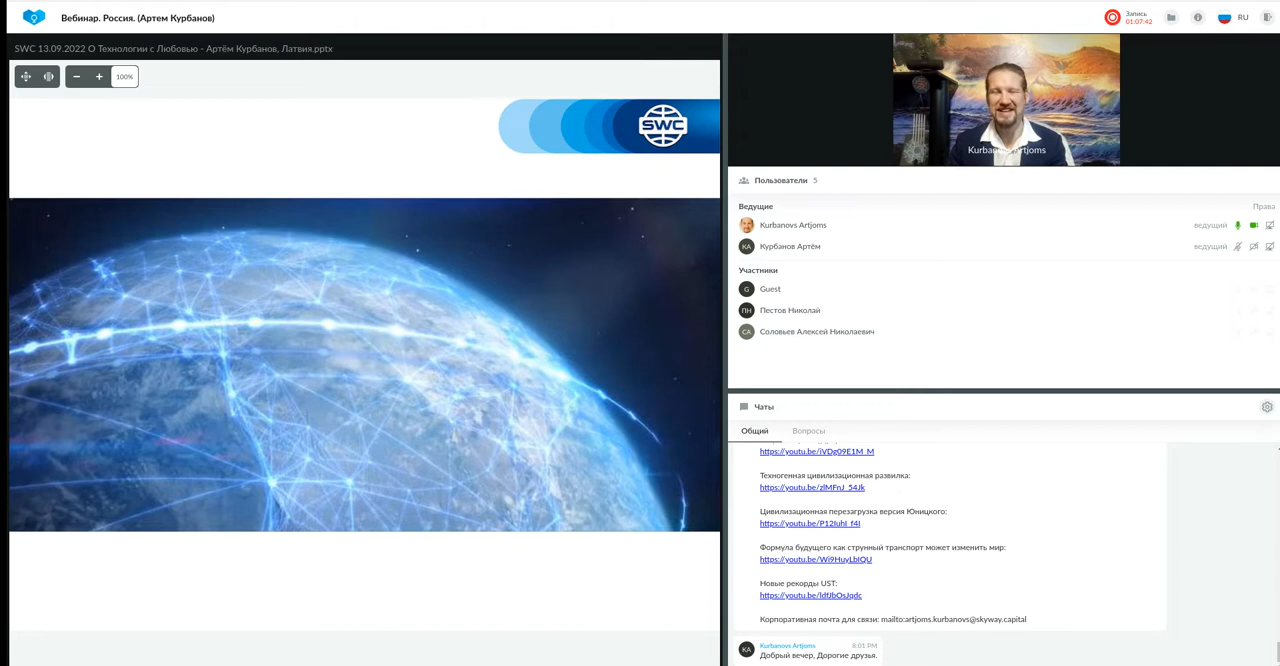 Вебинар. Россия. (Артем Курбанов)
Запись
01:07:42
RU
SWC 13.09.2022 О Технологии с Любовью - Артём Курбанов, Латвия.pptx
100%
SWC
Kurbanovs Artjoms
Пользователи 5
Ведущие
Права
Kurbanovs Artjoms
ведущий
KA
Курбанов Артём
ведущий
Участники
G
Guest
ПН
Пестов Николай
СА
Соловьев Алексей Николаевич
Чаты
Общий
Вопросы
https://youtu.be/iVDg09E1M_M
Техногенная цивилизационная развилка:
https://youtu.be/zlMFnJ_54Jk
Цивилизационная перезагрузка версия Юницкого:
https://youtu.be/P12Iuhl_f4I
Формула будущего как струнный транспорт может изменить мир:
https://youtu.be/Wi9HuyLbIQU
Новые рекорды UST:
https://youtu.be/ldfJbOsJqdc
Корпоративная почта для связи: mailto:artjoms.kurbanovs@skyway.capital
KA
Kurbanovs Artjoms
8:01 PM
Добрый вечер, Дорогие друзья.